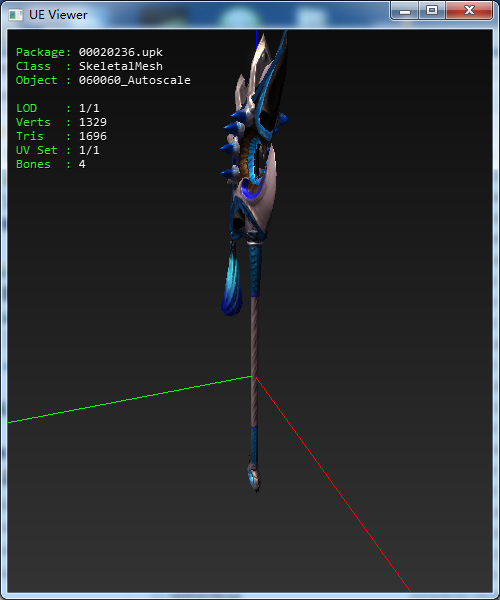 UE Viewer
Package: 00020236.upk
Class : SkeletalMesh
Object : 060060_Autoscale
LOD : 1/1
Verts : 1329
Tris : 1696
UV Set : 1/1
Bones : 4